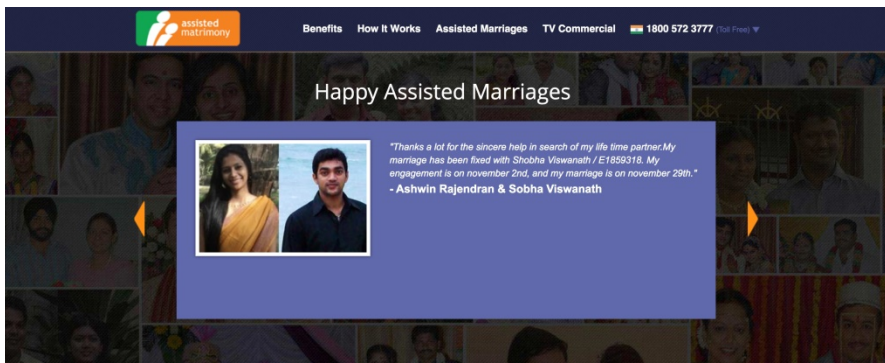 assisted
matrimony
Benefits How It Works Assisted Marriages TV Commercial 1800 572 3777 (Toll Free)
Happy Assisted Marriages
"Thanks a lot for the sincere help in search of my life time partner.My
marriage has been fixed with Shobha Viswanath / E1859318. My
engagement is on november 2nd, and my marriage is on november 29th."
- Ashwin Rajendran & Sobha Viswanath